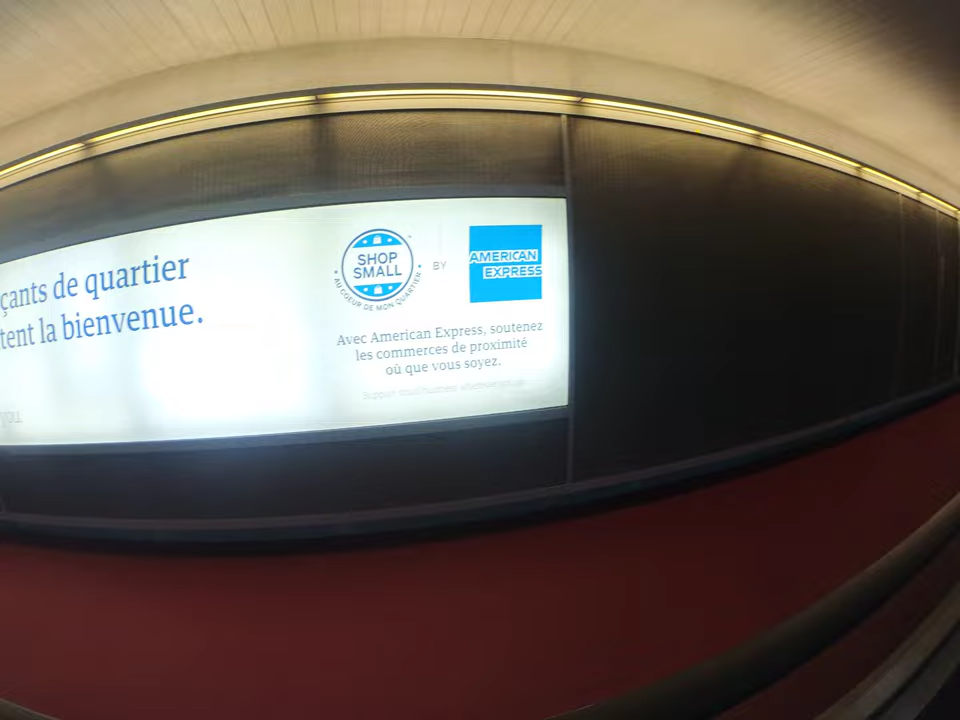 çants de quartier
tent la bienvenue.
YOU.
SHOP
SMALL
AU COEUR DE MON QUARTIER
BY
AMERICAN
EXPRESS
Avec American Express, soutenez
les commerces de proximité
où que vous soyez.